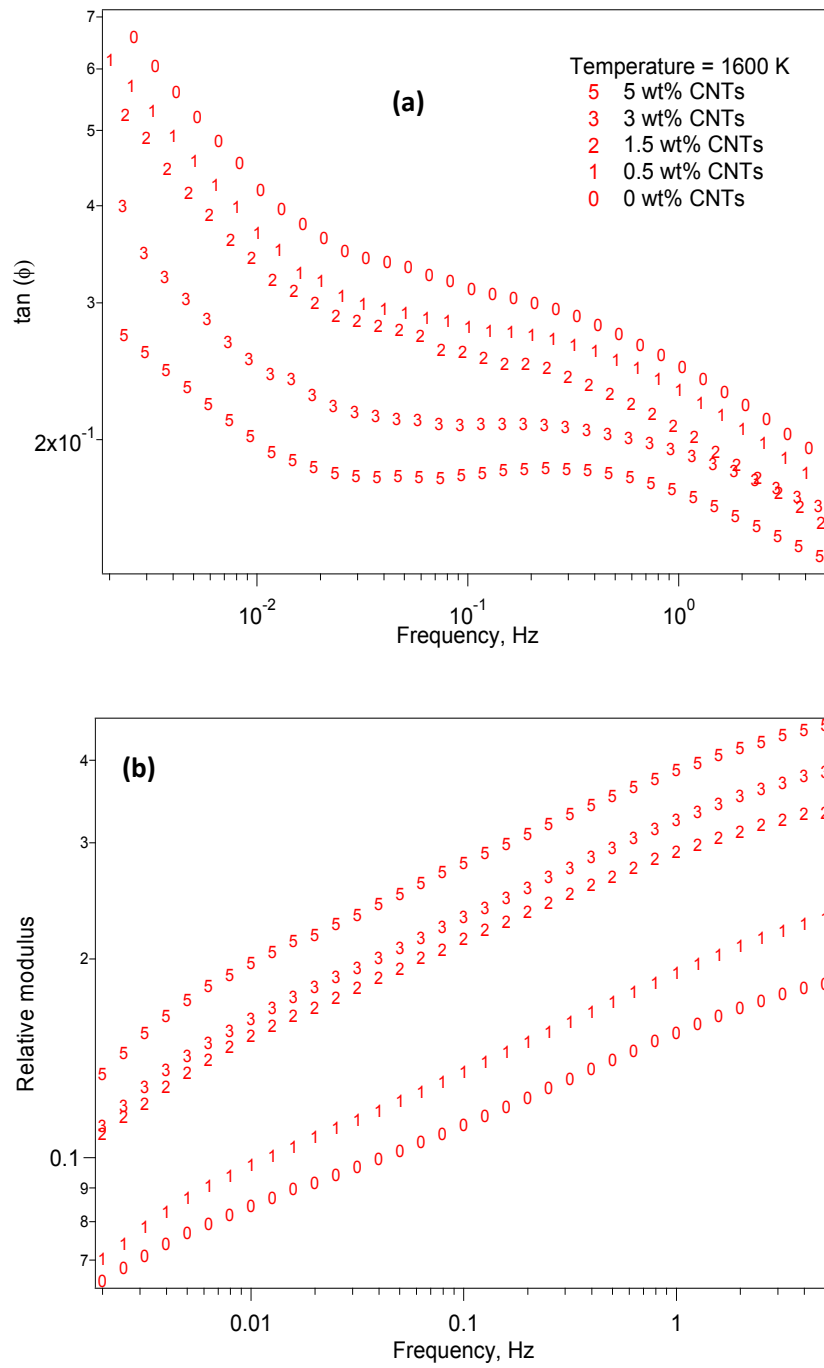 7
6
5
4
3
2x10-1
tan (ϕ)
(a)
Temperature = 1600 K
5 5 wt% CNTs
3 3 wt% CNTs
2 1.5 wt% CNTs
1 0.5 wt% CNTs
0 0 wt% CNTs
10-2 10-1 100
Frequency, Hz
(b)
4
3
2
0.1
9
8
7
Relative modulus
0.01 0.1 1
Frequency, Hz